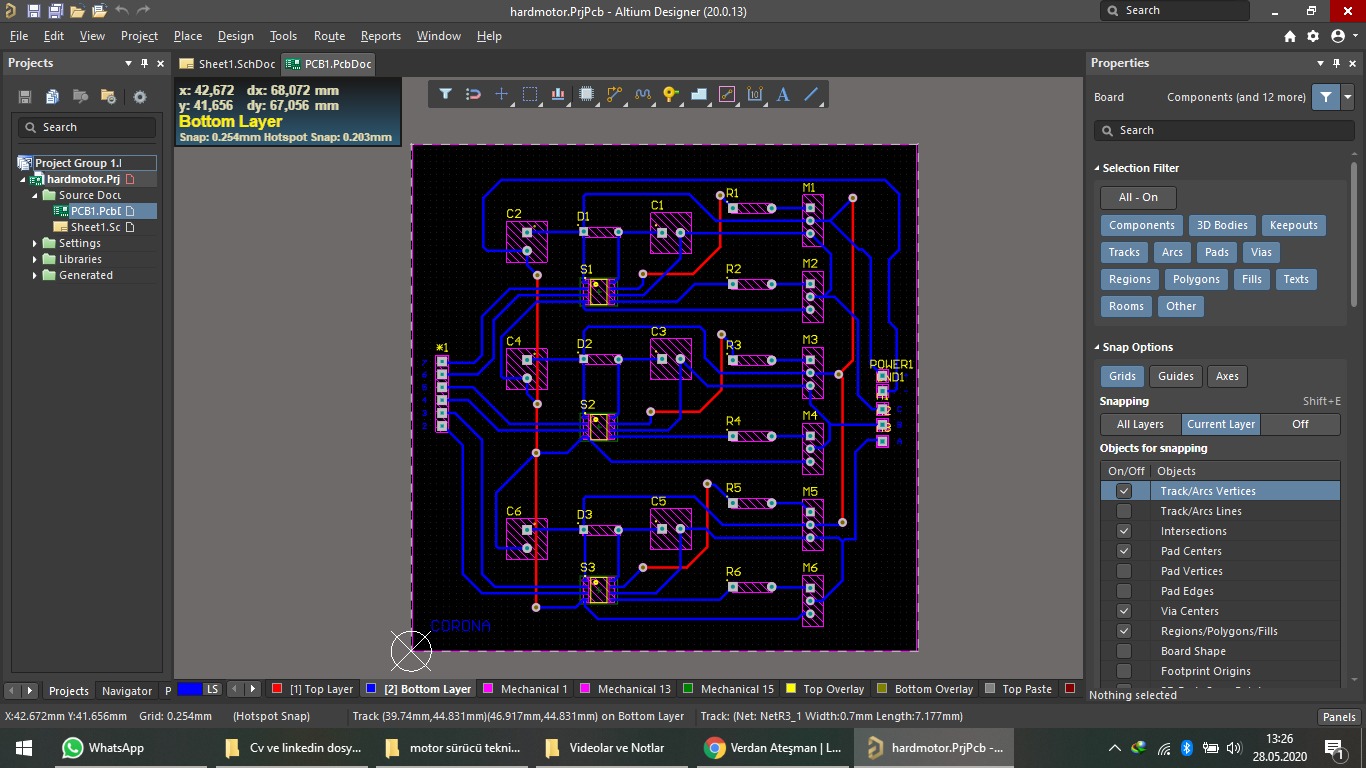 hardmotor.PrjPcb - Altium Designer (20.0.13)
Search
File Edit View Project Place Design Tools Route Reports Window Help
Projects
Sheet1.SchDoc
PCB1.PcbDoc
Properties
x: 42,672 dx: 68,072 mm
y: 41,656 dy: 67,056 mm
Bottom Layer
Snap: 0.254mm Hotspot Snap: 0.203mm
Board Components (and 12 more)
Search
Search
Project Group 1.
hardmotor.Prj
Source Docu
PCB1.Pcb
Sheet1.Sc
Settings
Libraries
Generated
C2
D1
C1
R1
M1
S1
R2
M2
*1
C4
D2
C3
R3
M3
POWER1
S2
R4
M4
C6
D3
C5
R5
M5
S3
R6
M6
CORONA
Selection Filter
All - On
Components 3D Bodies Keepouts
Tracks Arcs Pads Vias
Regions Polygons Fills Texts
Rooms Other
Snap Options
Grids Guides Axes
Snapping Shift+E
All Layers Current Layer Off
Objects for snapping
On/Off Objects
Track/Arcs Vertices
Track/Arcs Lines
Intersections
Pad Centers
Pad Vertices
Pad Edges
Via Centers
Regions/Polygons/Fills
Board Shape
Footprint Origins
Nothing selected
Projects Navigator P
LS [1] Top Layer [2] Bottom Layer Mechanical 1 Mechanical 13 Mechanical 15 Top Overlay Bottom Overlay Top Paste
X:42.672mm Y:41.656mm Grid: 0.254mm (Hotspot Snap) Track (39.74mm,44.831mm)(46.917mm,44.831mm) on Bottom Layer Track: (Net: NetR3_1 Width:0.7mm Length:7.177mm)
Panels
WhatsApp
Cv ve linkedin dosy...
motor sürücü tekni...
Videolar ve Notlar
Verdan Ateşman | L...
hardmotor.PrjPcb -...
13:26
28.05.2020
1